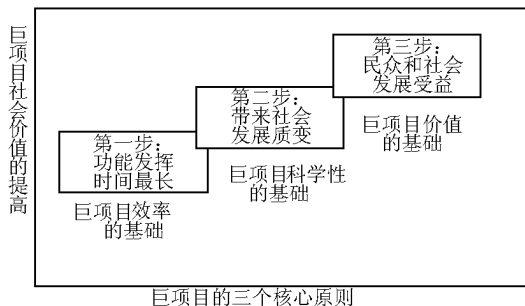 巨项目社会价值的提高
第三步：
民众和社会
发展受益
第二步：
带来社会
发展质变
巨项目价值
的基础
第一步：
功能发挥
时间最长
巨项目科学性
的基础
巨项目效率
的基础
巨项目的三个核心原则